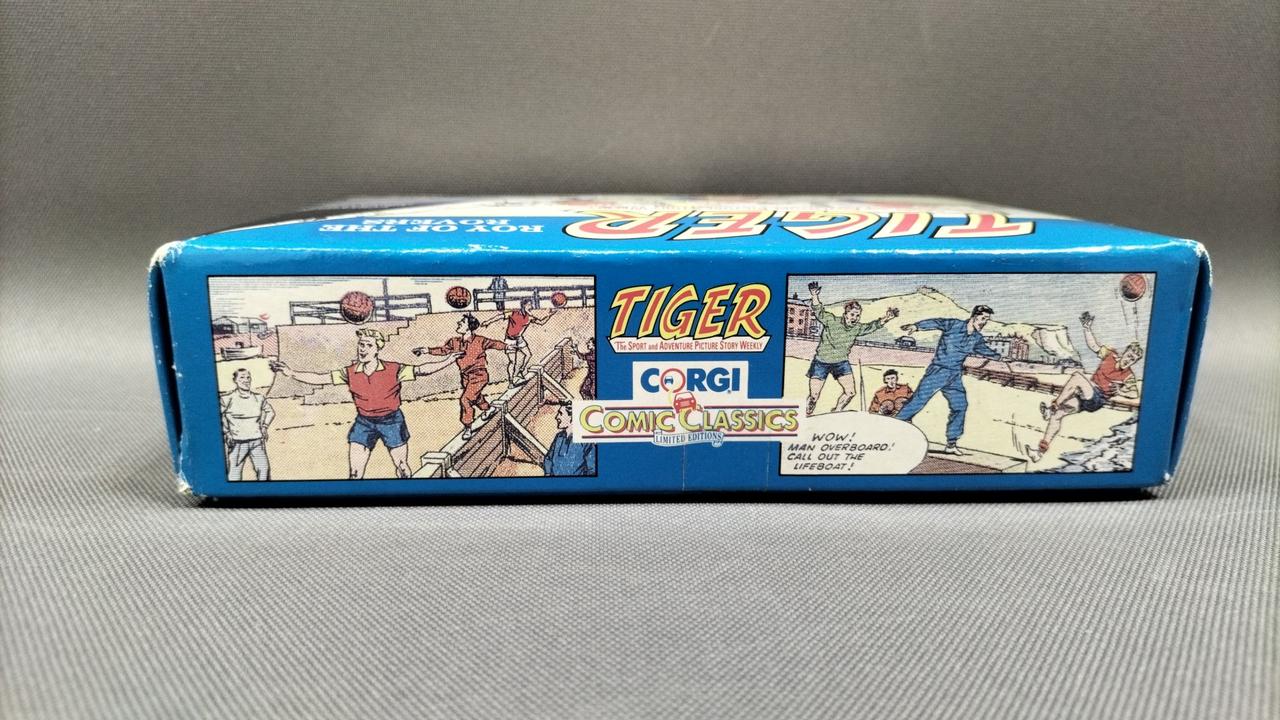 TIGER
ROY OF THE
ROVERS
TIGER
The SPORT and ADVENTURE PICTURE STORY WEEKLY
CORGI
COMIC CLASSICS
LIMITED EDITIONS
WOW!
MAN OVERBOARD!
CALL OUT THE
LIFEBOAT!